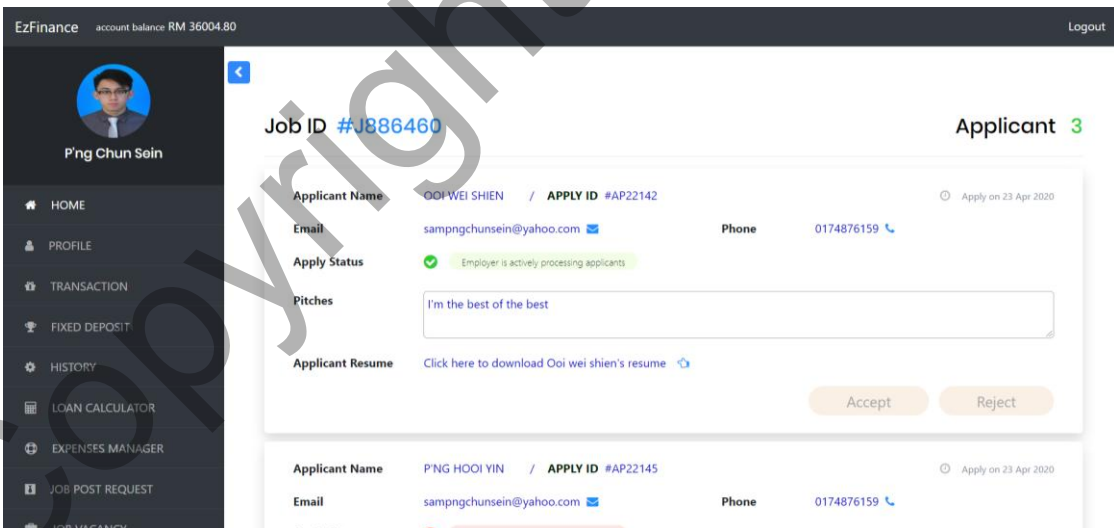 EzFinance account balance RM 36004.80 Logout
P'ng Chun Sein
HOME
PROFILE
TRANSACTION
FIXED DEPOSIT
HISTORY
LOAN CALCULATOR
EXPENSES MANAGER
JOB POST REQUEST
JOB VACANCY
Job ID #J886460 Applicant 3
Applicant Name OOI WEI SHIEN / APPLY ID #AP22142 Apply on 23 Apr 2020
Email sampngchunsein@yahoo.com Phone 0174876159
Apply Status Employer is actively processing applicants
Pitches I'm the best of the best
Applicant Resume Click here to download Ooi wei shien's resume
Accept Reject
Applicant Name P'NG HOOI YIN / APPLY ID #AP22145 Apply on 23 Apr 2020
Email sampngchunsein@yahoo.com Phone 0174876159
Copyright